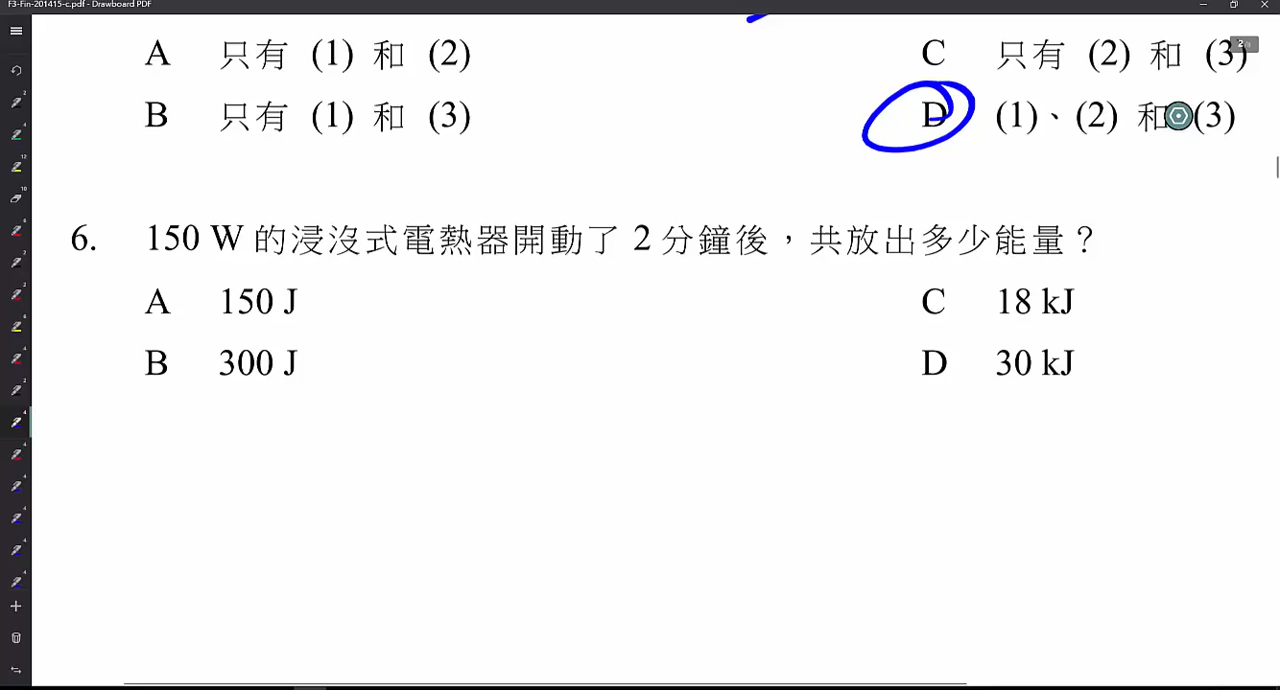 F3-Fin-201415-c.pdf - Drawboard PDF
A 只有 (1) 和 (2)
C 只有 (2) 和 (3)
B 只有 (1) 和 (3)
D (1)、(2) 和 (3)
6. 150 W 的浸沒式電熱器開動了 2 分鐘後，共放出多少能量？
A 150 J
C 18 kJ
B 300 J
D 30 kJ